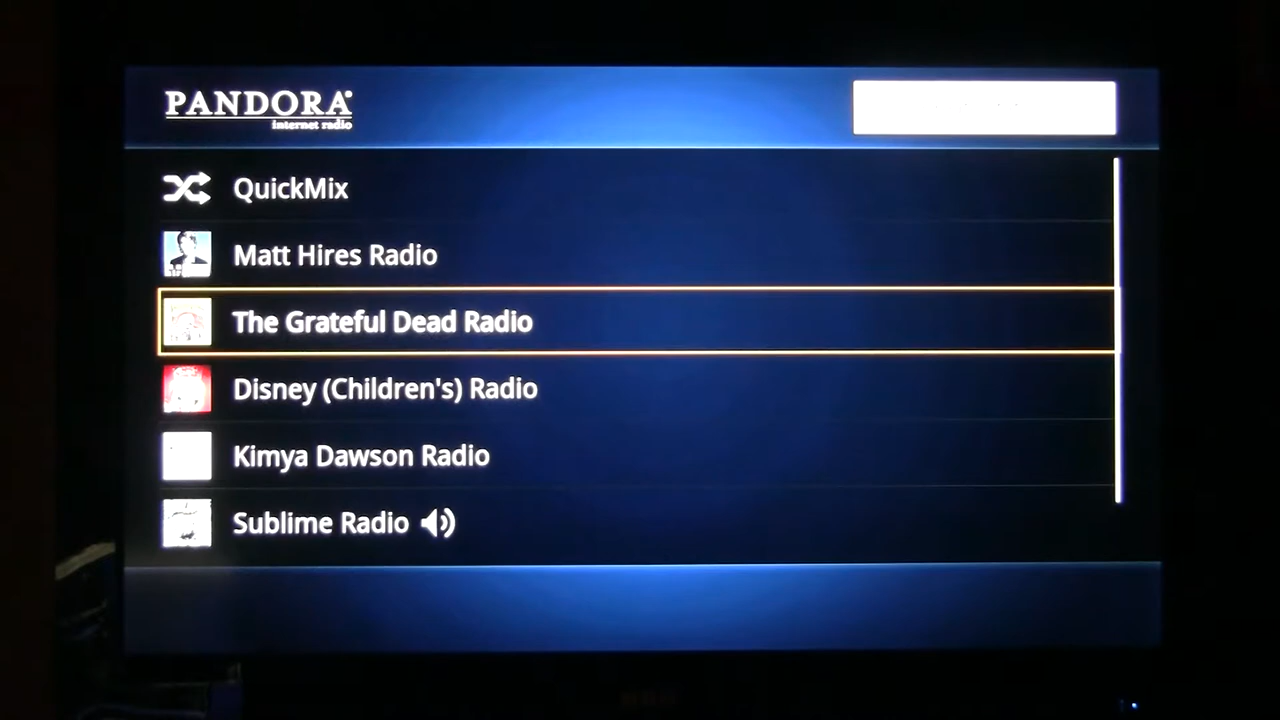 PANDORA
internet radio
QuickMix
Matt Hires Radio
The Grateful Dead Radio
Disney (Children's) Radio
Kimya Dawson Radio
Sublime Radio